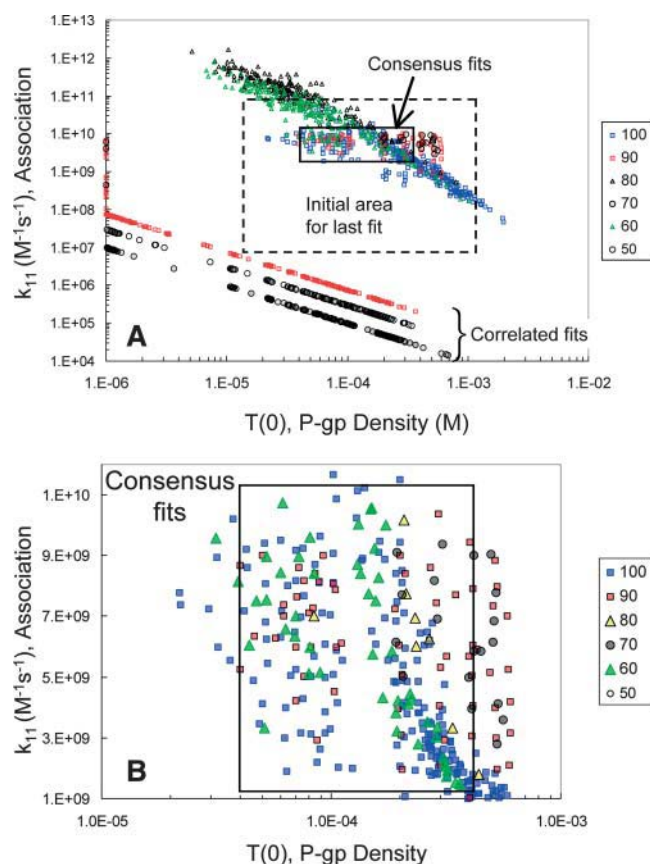 1.E+13
1.E+12
1.E+11
1.E+10
1.E+09
1.E+08
1.E+07
1.E+06
1.E+05
1.E+04
k₁₁ (M⁻¹s⁻¹), Association
Consensus fits
Initial area
for last fit
Correlated fits
A
1.E-06
1.E-05
1.E-04
1.E-03
1.E-02
T(0), P-gp Density (M)
100
90
80
70
60
50
Consensus
fits
1.E+10
9.E+09
7.E+09
5.E+09
3.E+09
1.E+09
k₁₁ (M⁻¹s⁻¹), Association
B
1.0E-05
1.0E-04
1.0E-03
T(0), P-gp Density
100
90
80
70
60
50